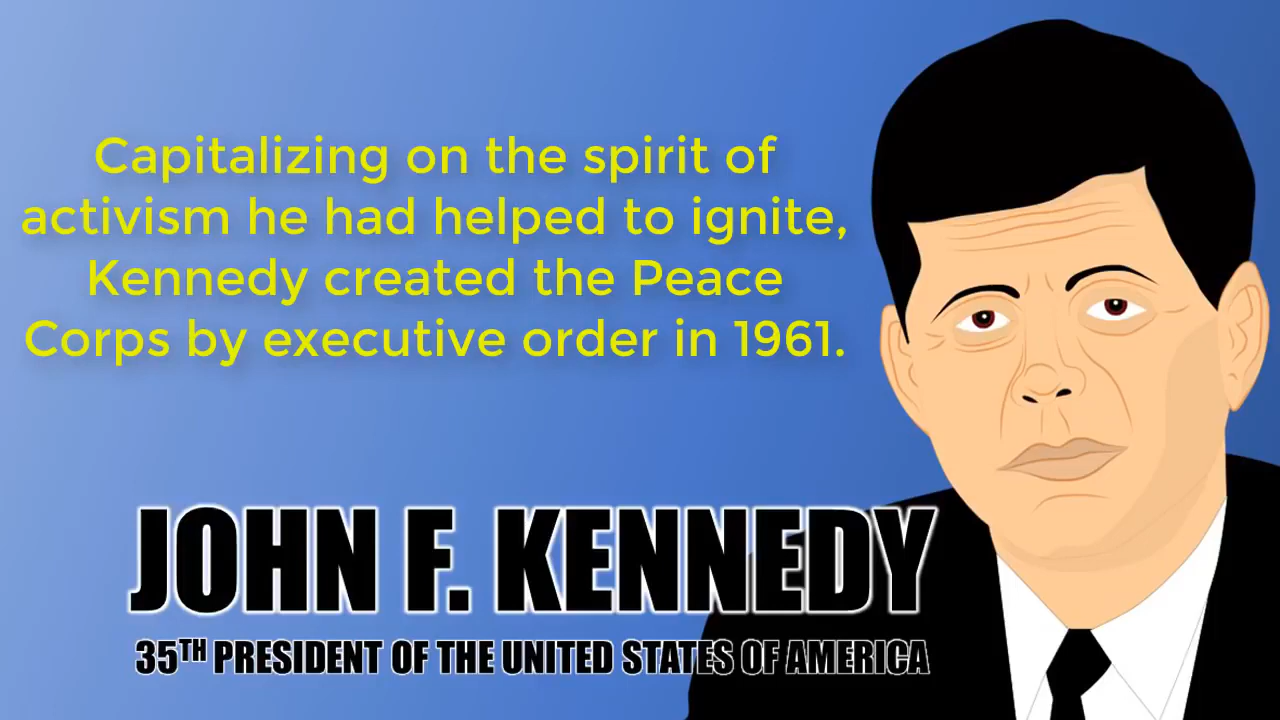 Capitalizing on the spirit of
activism he had helped to ignite,
Kennedy created the Peace
Corps by executive order in 1961.
JOHN F. KENNEDY
35TH PRESIDENT OF THE UNITED STATES OF AMERICA